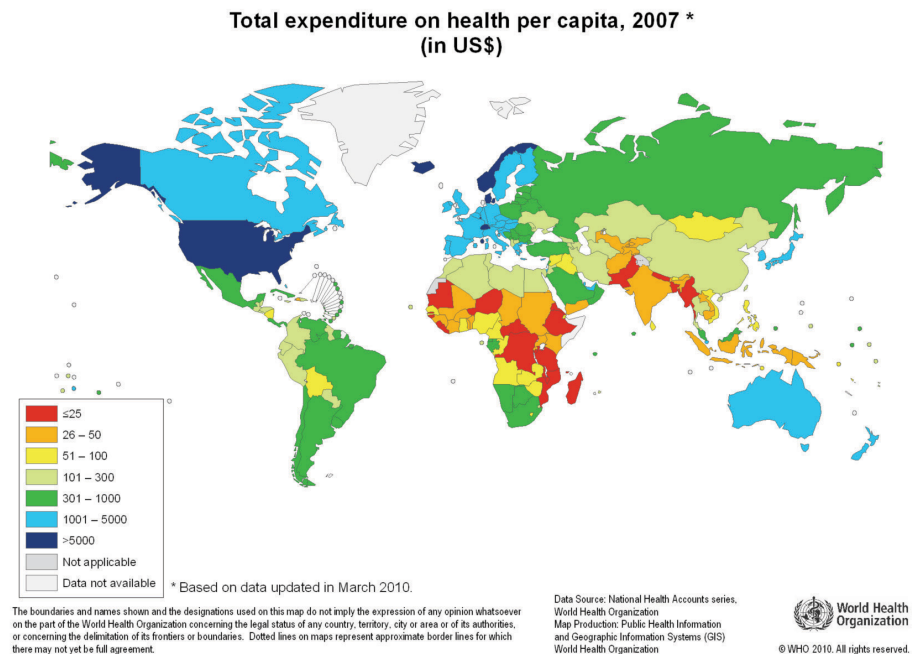 Total expenditure on health per capita, 2007 *
(in US$)
≤25
26 – 50
51 – 100
101 – 300
301 – 1000
1001 – 5000
>5000
Not applicable
Data not available
* Based on data updated in March 2010.
The boundaries and names shown and the designations used on this map do not imply the expression of any opinion whatsoever
on the part of the World Health Organization concerning the legal status of any country, territory, city or area or of its authorities,
or concerning the delimitation of its frontiers or boundaries.  Dotted lines on maps represent approximate border lines for which
there may not yet be full agreement.
Data Source: National Health Accounts series,
World Health Organization
Map Production: Public Health Information
and Geographic Information Systems (GIS)
World Health Organization
World Health
Organization
© WHO 2010. All rights reserved.